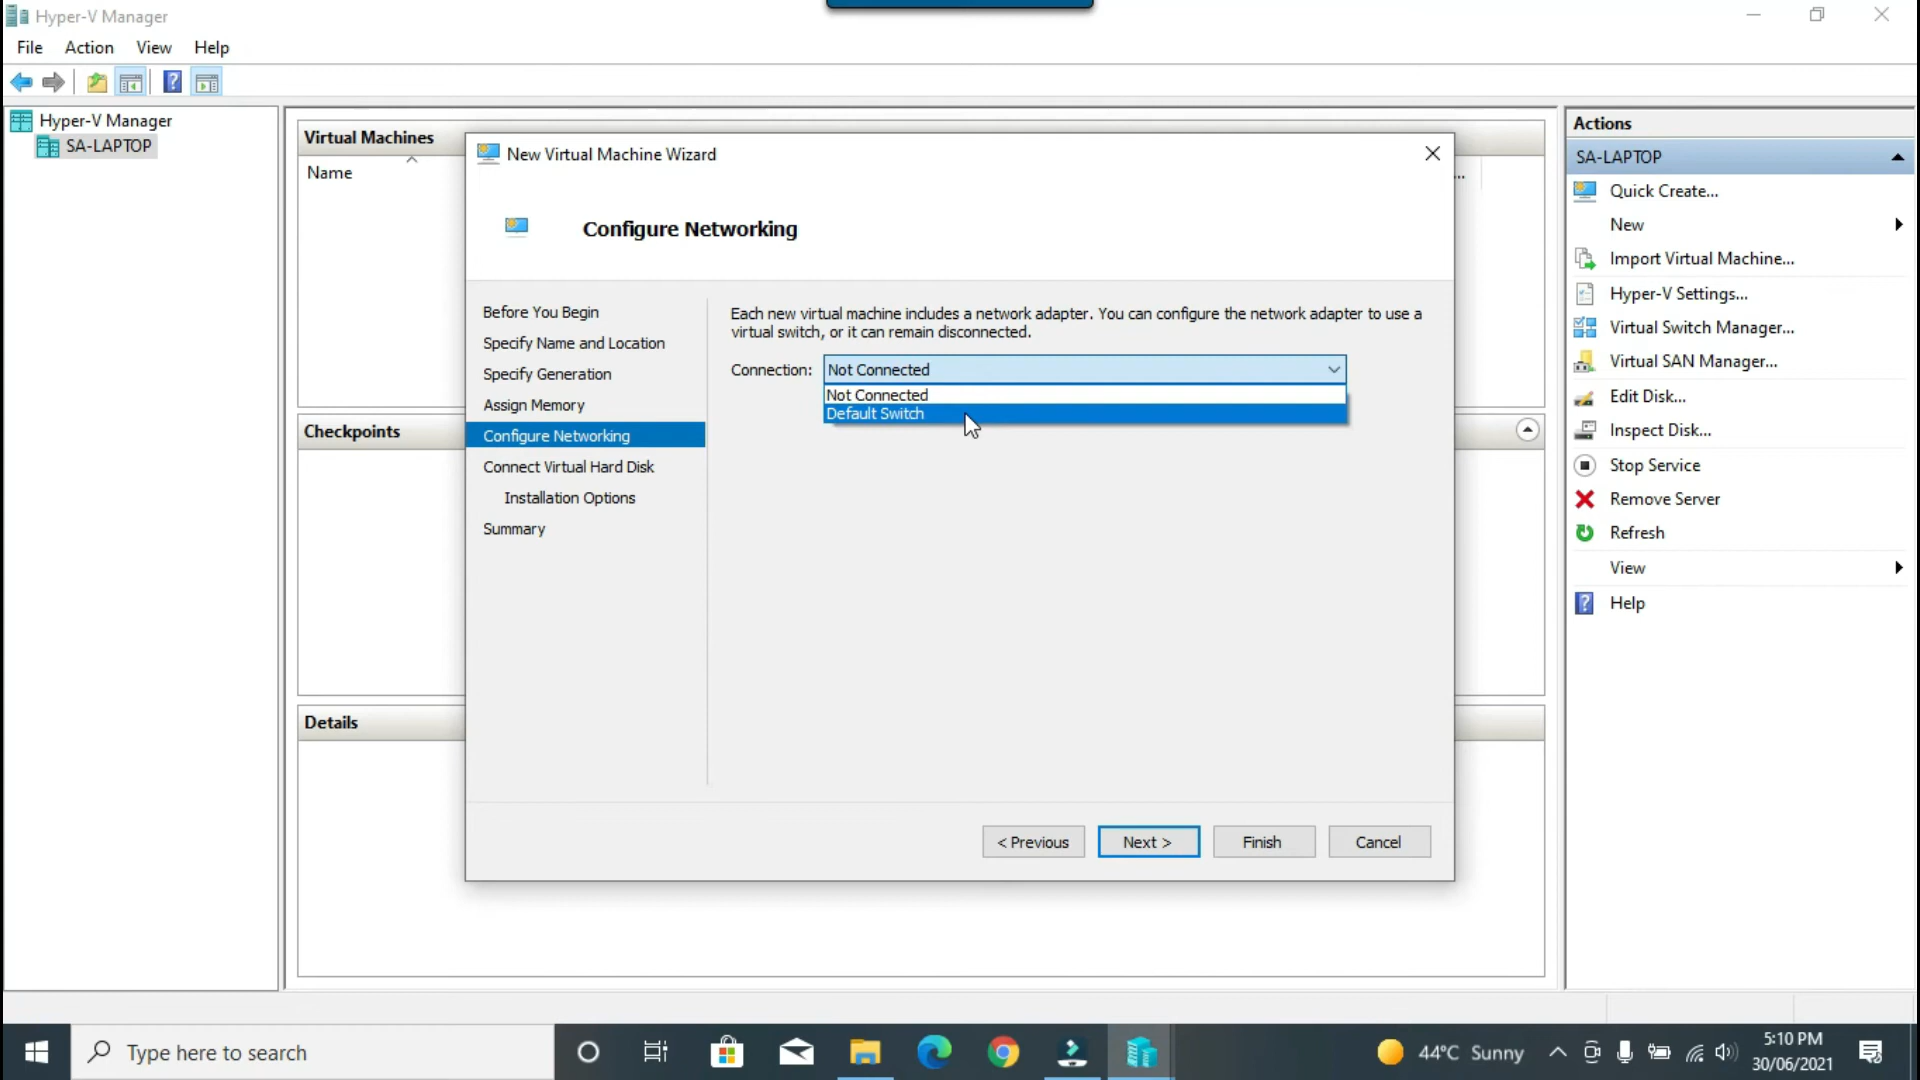 Hyper-V Manager
File Action View Help
Hyper-V Manager
SA-LAPTOP
Virtual Machines
Name
...
Checkpoints
Details
New Virtual Machine Wizard
Configure Networking
Before You Begin
Specify Name and Location
Specify Generation
Assign Memory
Configure Networking
Connect Virtual Hard Disk
Installation Options
Summary
Each new virtual machine includes a network adapter. You can configure the network adapter to use a
virtual switch, or it can remain disconnected.
Connection: Not Connected
Not Connected
Default Switch
< Previous Next > Finish Cancel
Actions
SA-LAPTOP
Quick Create...
New
Import Virtual Machine...
Hyper-V Settings...
Virtual Switch Manager...
Virtual SAN Manager...
Edit Disk...
Inspect Disk...
Stop Service
Remove Server
Refresh
View
Help
Type here to search
44°C Sunny
5:10 PM
30/06/2021